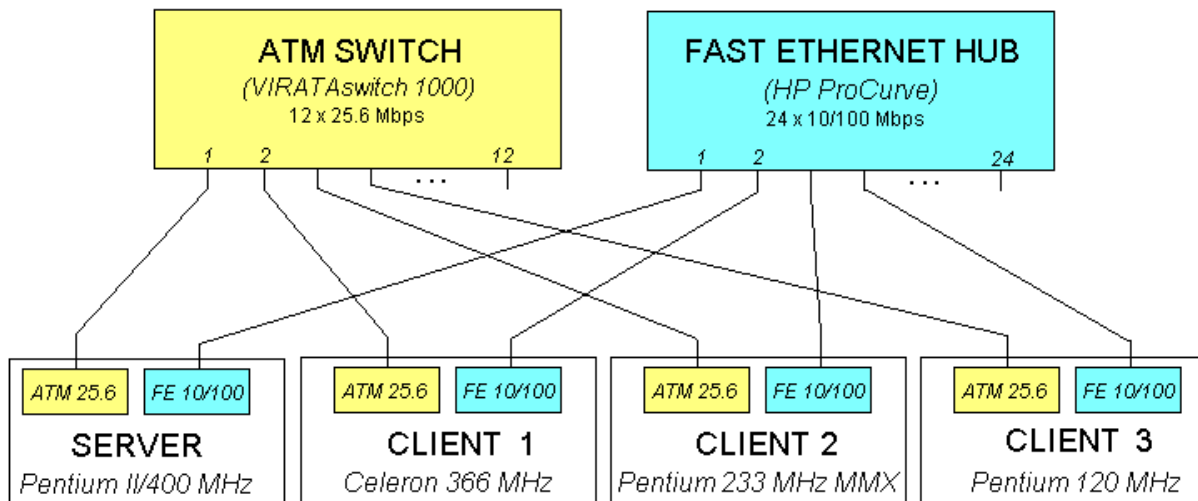 ATM SWITCH
(VIRATAswitch 1000)
12 x 25.6 Mbps
1 2 ... 12
FAST ETHERNET HUB
(HP ProCurve)
24 x 10/100 Mbps
1 2 ... 24
ATM 25.6 FE 10/100
SERVER
Pentium II/400 MHz
ATM 25.6 FE 10/100
CLIENT 1
Celeron 366 MHz
ATM 25.6 FE 10/100
CLIENT 2
Pentium 233 MHz MMX
ATM 25.6 FE 10/100
CLIENT 3
Pentium 120 MHz